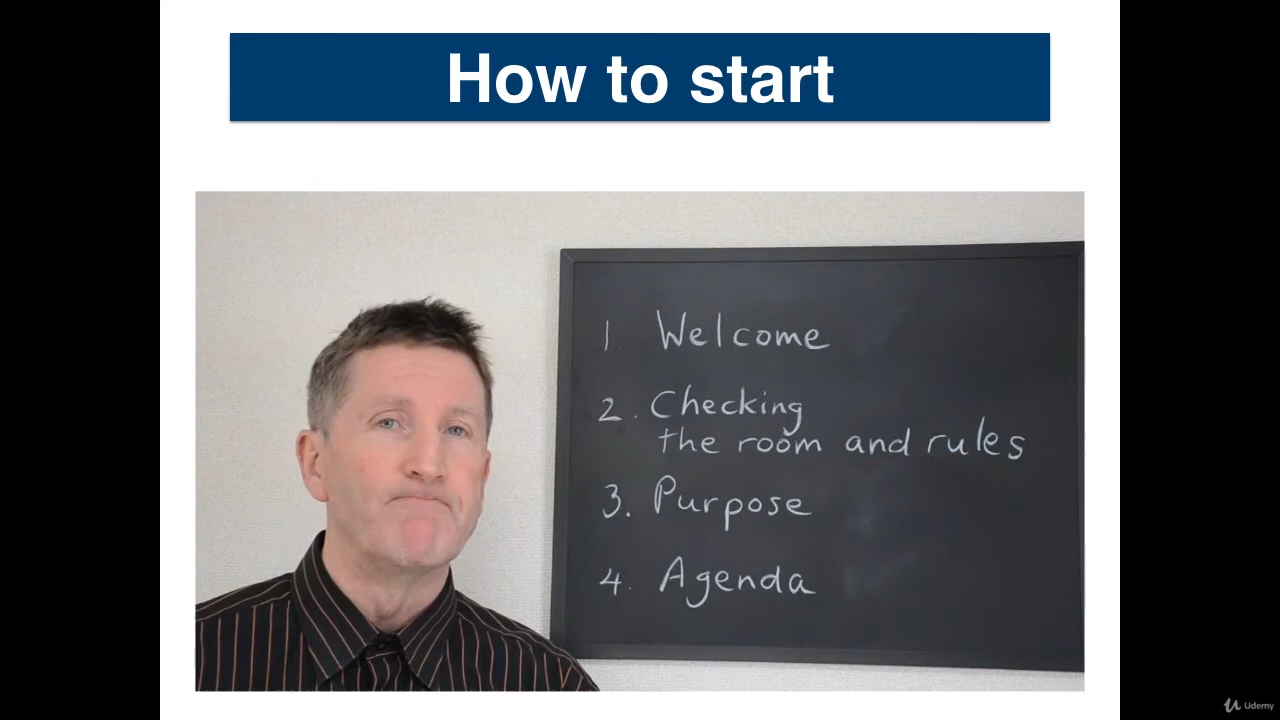 How to start
1. Welcome
2. Checking
the room and rules
3. Purpose
4. Agenda
Udemy